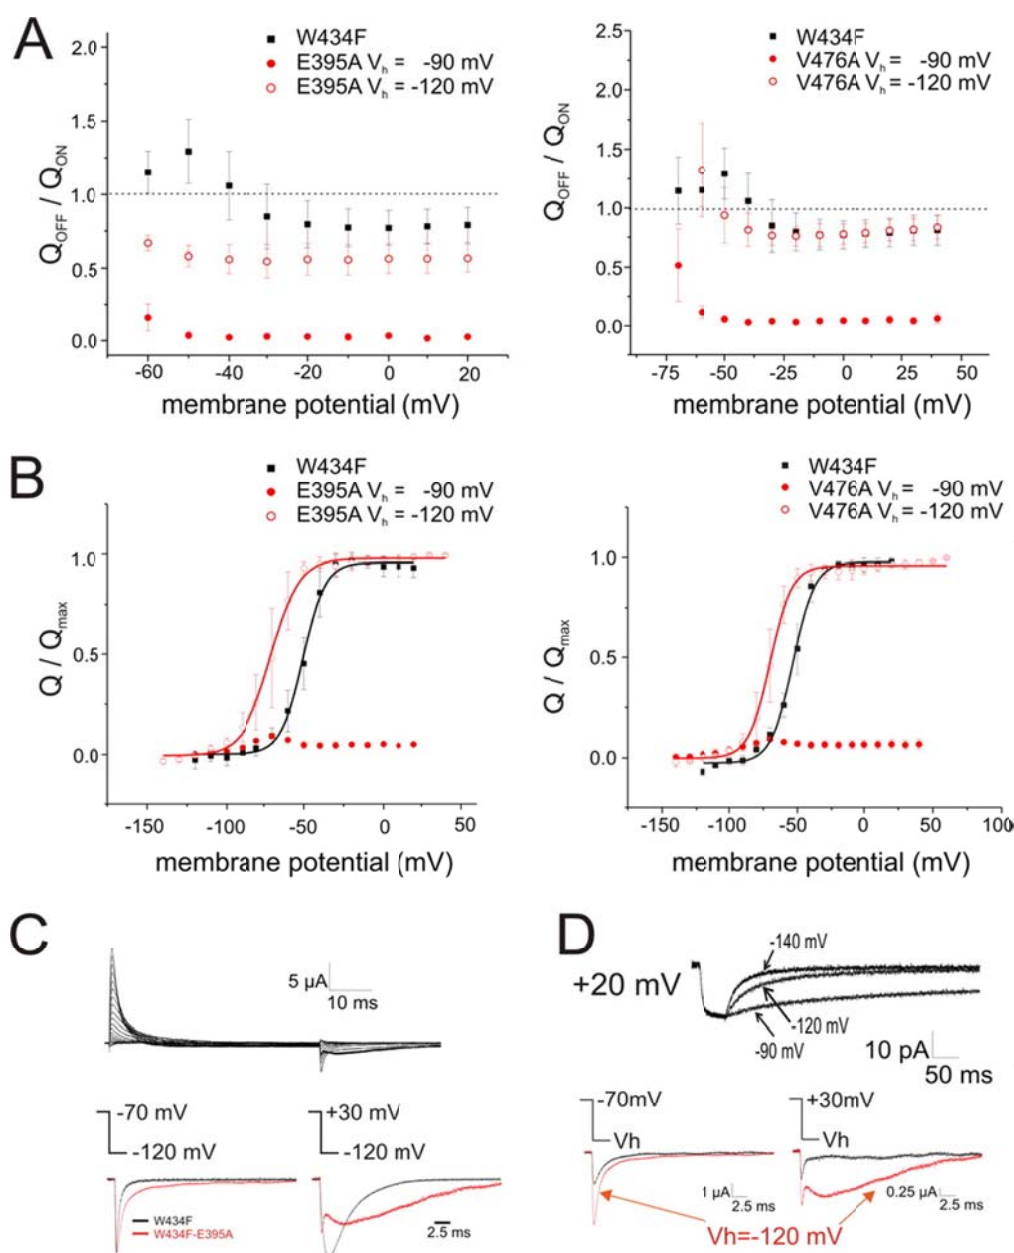 A
W434F
E395A Vh = -90 mV
E395A Vh = -120 mV
2.0
1.5
1.0
0.5
0.0
QOFF / QON
-60 -40 -20 0 20
membrane potential (mV)
W434F
V476A Vh = -90 mV
V476A Vh = -120 mV
2.5
2.0
1.5
1.0
0.5
0.0
QOFF / QON
-75 -50 -25 0 25 50
membrane potential (mV)
B
W434F
E395A Vh = -90 mV
E395A Vh = -120 mV
1.0
0.5
0.0
Q / Qmax
-150 -100 -50 0 50
membrane potential (mV)
W434F
V476A Vh = -90 mV
V476A Vh = -120 mV
1.0
0.5
0.0
Q / Qmax
-150 -100 -50 0 50 100
membrane potential (mV)
C
5 µA
10 ms
-70 mV
-120 mV
+30 mV
-120 mV
W434F
W434F-E395A
2.5 ms
D
+20 mV
-140 mV
-120 mV
-90 mV
10 pA
50 ms
-70mV
Vh
+30mV
Vh
1 µA
2.5 ms
0.25 µA
2.5 ms
Vh=-120 mV